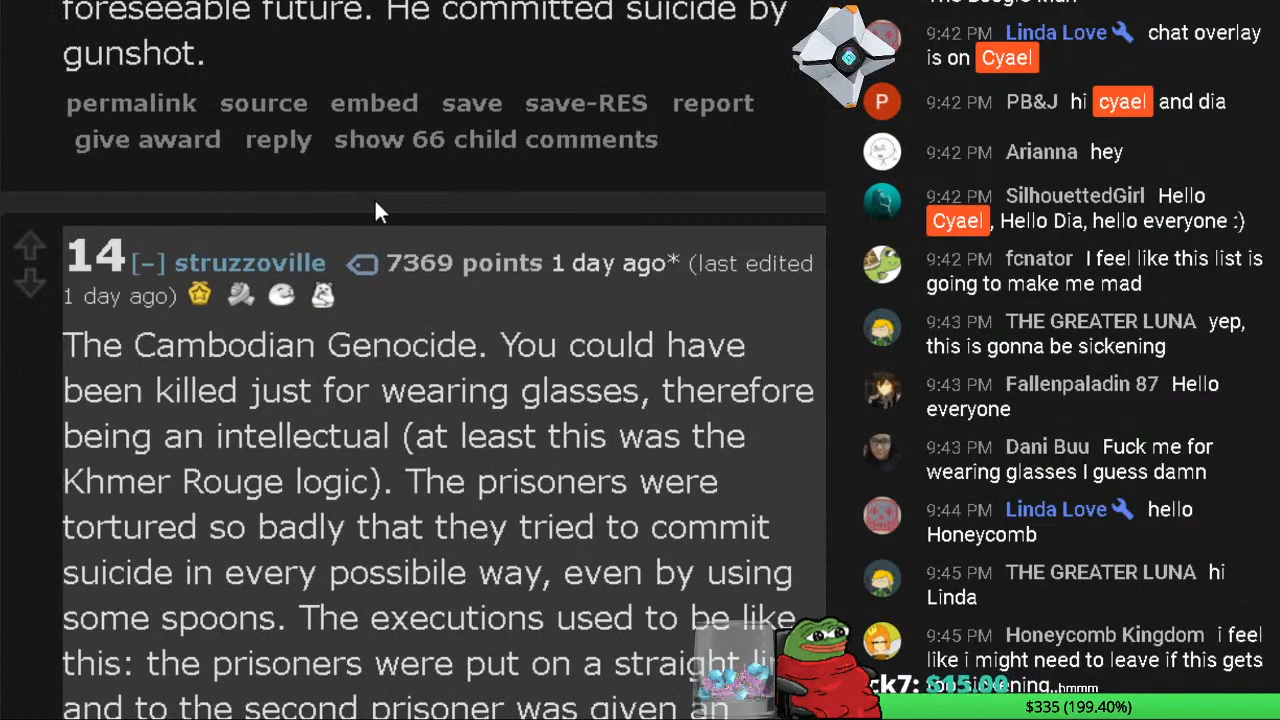 foreseeable future. He committed suicide by
gunshot.
permalink source embed save save-RES report
give award reply show 66 child comments
14 [–] struzzoville 7369 points 1 day ago* (last edited
1 day ago)
The Cambodian Genocide. You could have
been killed just for wearing glasses, therefore
being an intellectual (at least this was the
Khmer Rouge logic). The prisoners were
tortured so badly that they tried to commit
suicide in every possibile way, even by using
some spoons. The executions used to be like
this: the prisoners were put on a straight
and to the second prisoner was given an
9:42 PM Linda Love chat overlay
is on Cyael
P
9:42 PM PB&J hi cyael and dia
9:42 PM Arianna hey
9:42 PM SilhouettedGirl Hello
Cyael, Hello Dia, hello everyone :)
9:42 PM fcnator I feel like this list is
going to make me mad
9:43 PM THE GREATER LUNA yep,
this is gonna be sickening
9:43 PM Fallenpaladin 87 Hello
everyone
9:43 PM Dani Buu Fuck me for
wearing glasses I guess damn
9:44 PM Linda Love hello
Honeycomb
9:45 PM THE GREATER LUNA hi
Linda
9:45 PM Honeycomb Kingdom i feel
like i might need to leave if this gets
ck7: $15.00
$335 (199.40%)